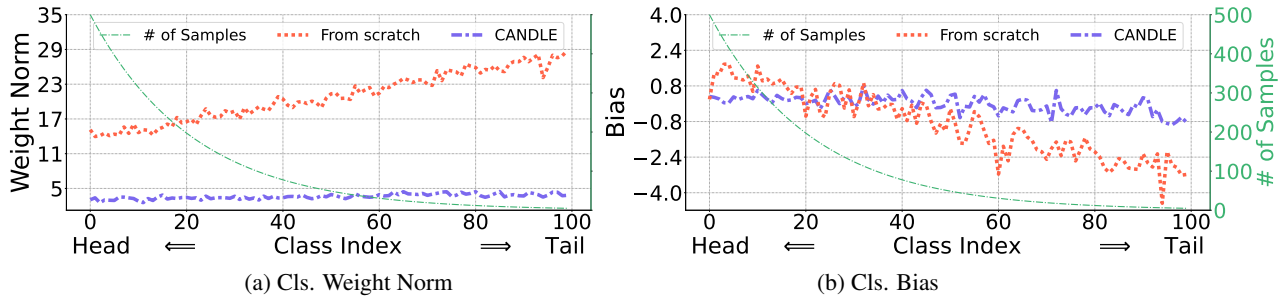 35
29
23
17
11
5
Weight Norm
# of Samples From scratch CANDLE
0 20 40 60 80 100
Head ⇐ Class Index ⇒ Tail
(a) Cls. Weight Norm
4.0
2.4
0.8
−0.8
−2.4
−4.0
Bias
# of Samples From scratch CANDLE
500
400
300
200
100
0
# of Samples
0 20 40 60 80 100
Head ⇐ Class Index ⇒ Tail
(b) Cls. Bias